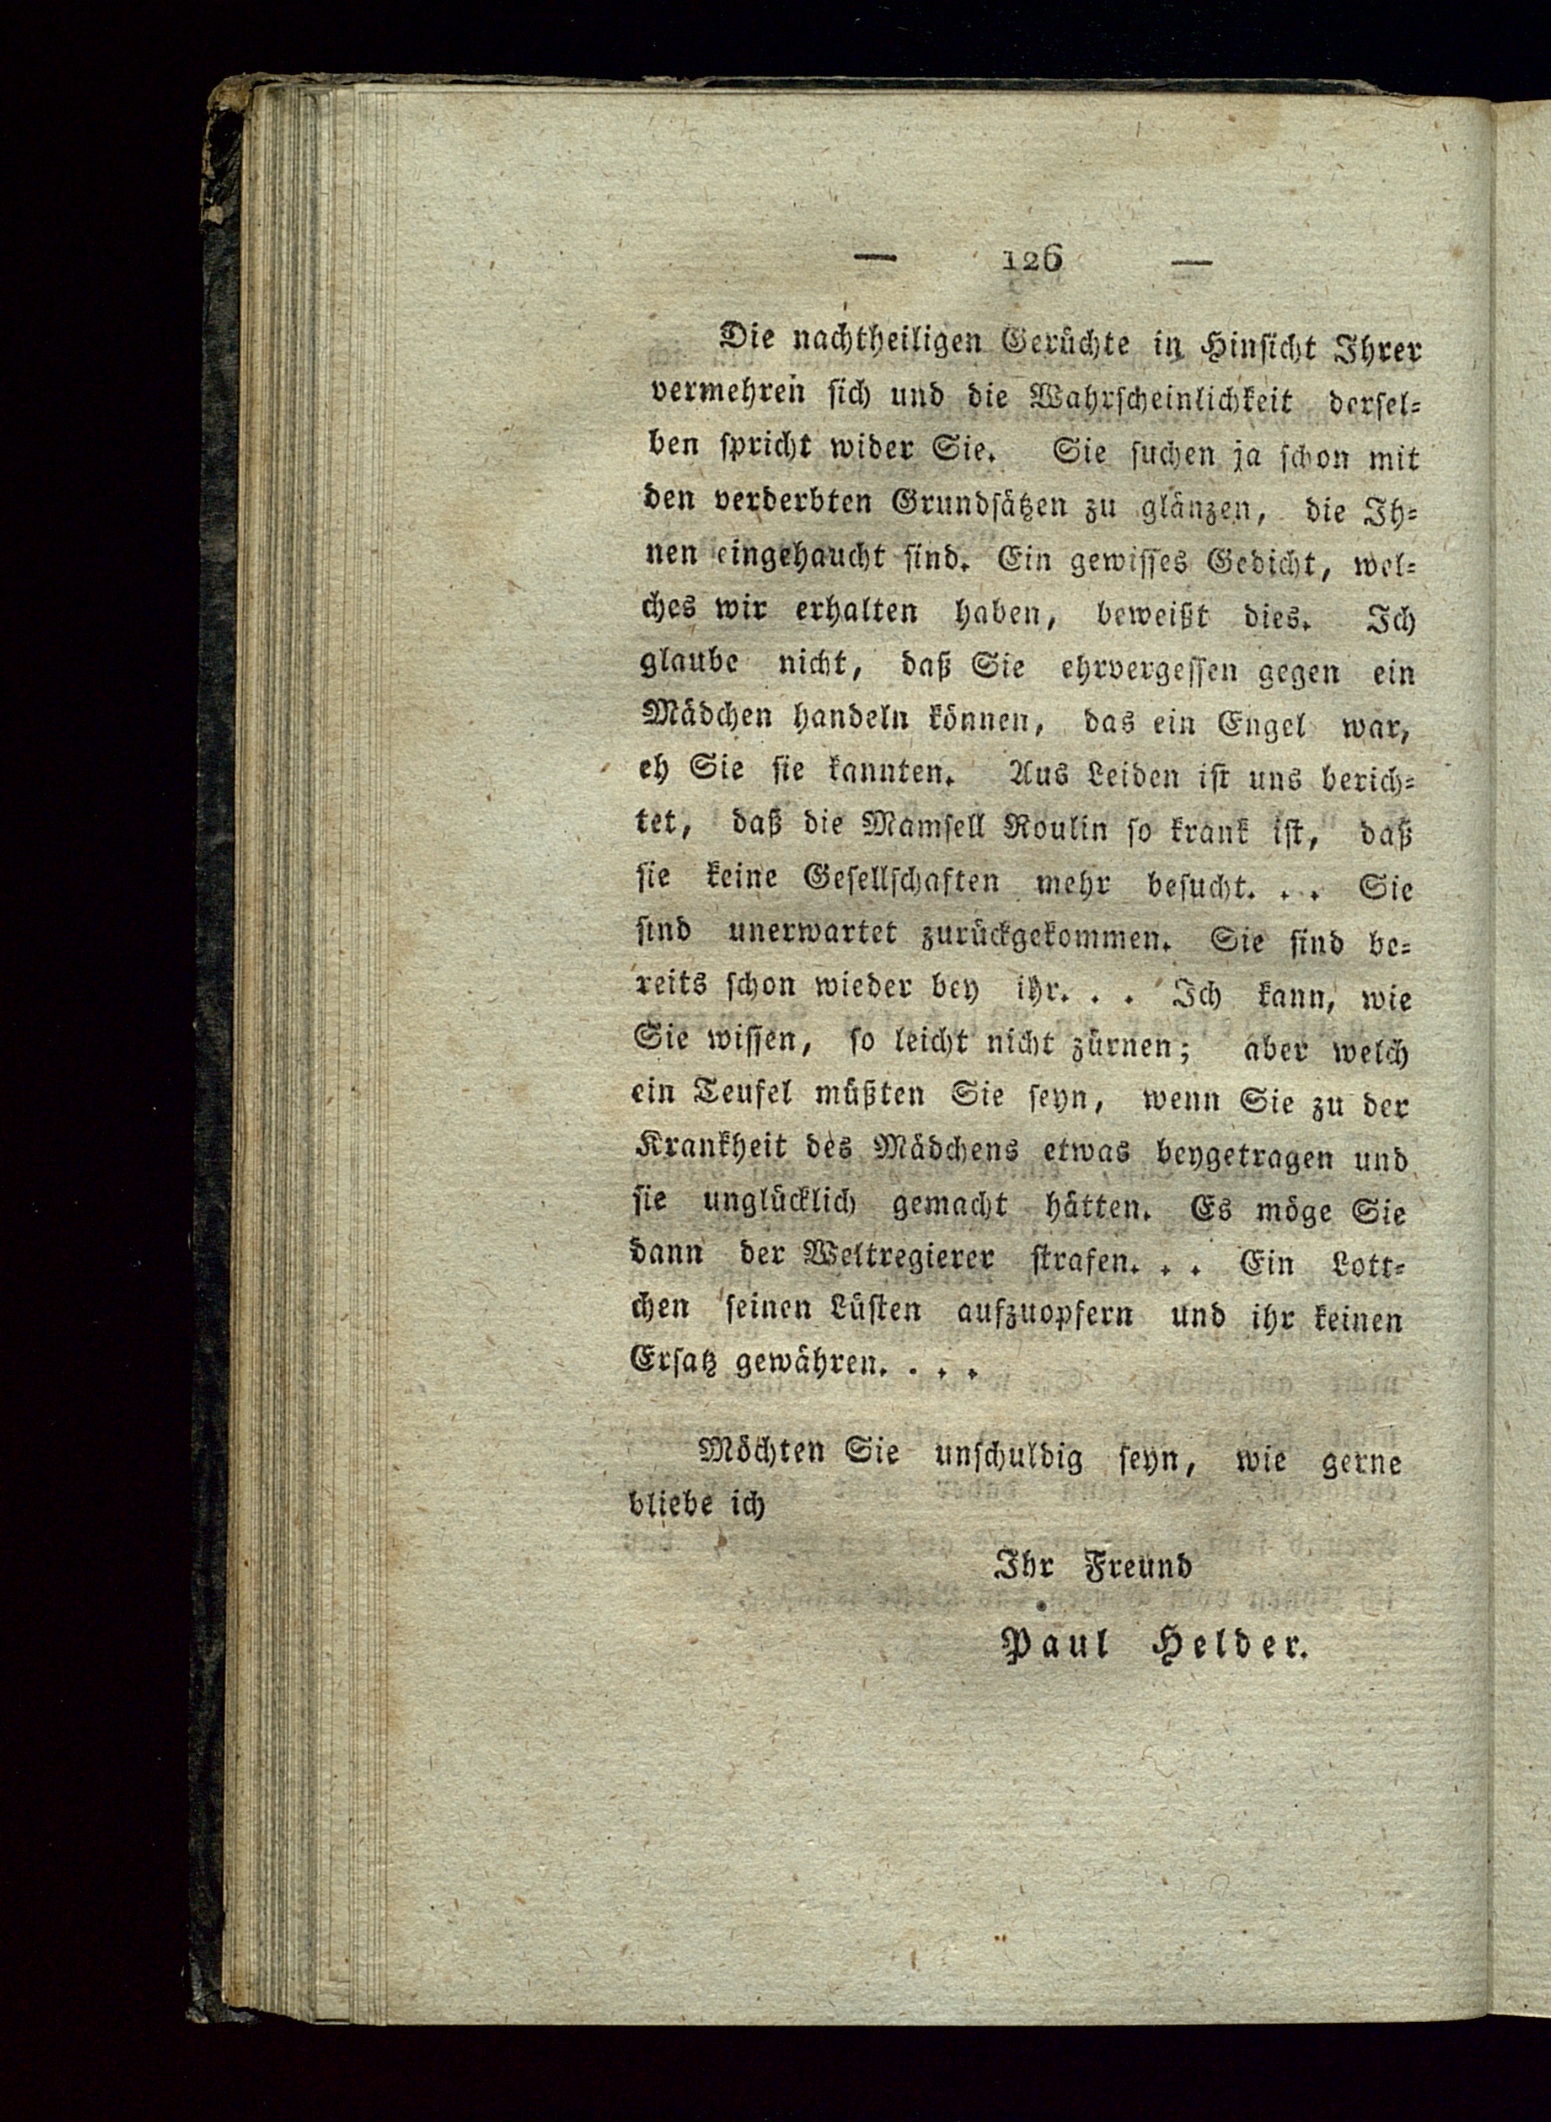 — 126 —
Die nachtheiligen Gerüchte in Hinsicht Ihrer
vermehren sich und die Wahrscheinlichkeit dersel=
ben spricht wider Sie. Sie suchen ja schon mit
den verderbten Grundsätzen zu glänzen, die Ih=
nen eingehaucht sind. Ein gewisses Gedicht, wel=
ches wir erhalten haben, beweißt dies. Ich
glaube nicht, daß Sie ehrvergessen gegen ein
Mädchen handeln können, das ein Engel war,
eh Sie sie kannten. Aus Leiden ist uns berich=
tet, daß die Mamsell Roulin so krank ist, daß
sie keine Gesellschaften mehr besucht. . . Sie
sind unerwartet zurückgekommen. Sie sind be=
reits schon wieder bey ihr. . . Ich kann, wie
Sie wissen, so leicht nicht zürnen; aber welch
ein Teufel müßten Sie seyn, wenn Sie zu der
Krankheit des Mädchens etwas beygetragen und
sie unglücklich gemacht hätten. Es möge Sie
dann der Weltregierer strafen. . . Ein Lott=
chen seinen Lüsten aufzuopfern und ihr keinen
Ersatz gewähren. . . .
Möchten Sie unschuldig seyn, wie gerne
bliebe ich
Ihr Freund
Paul Helder.